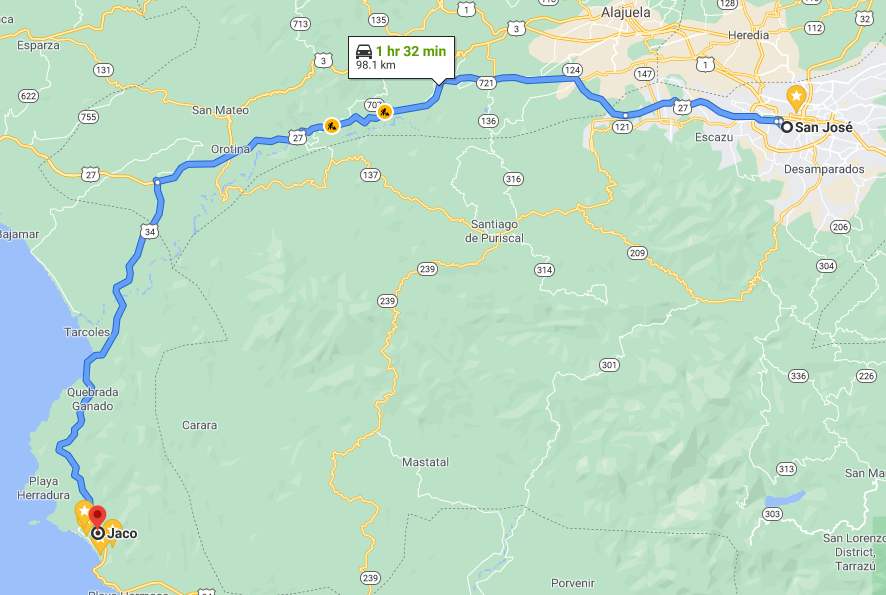 713
135
1
Alajuela
128
32
ca
Esparza
3
3
112
Heredia
1 hr 32 min
98.1 km
131
1
124
147
721
622
San Mateo
27
755
136
121
San José
Orotina
27
Escazu
Desamparados
27
137
316
Bajamar
34
Santiago
de Puriscal
206
209
304
239
314
239
Tarcoles
301
336
226
Quebrada
Ganado
Carara
Mastatal
313
San Ma
Playa
Herradura
303
Jaco
San Lorenzo
District,
Tarrazú
239
Porvenir